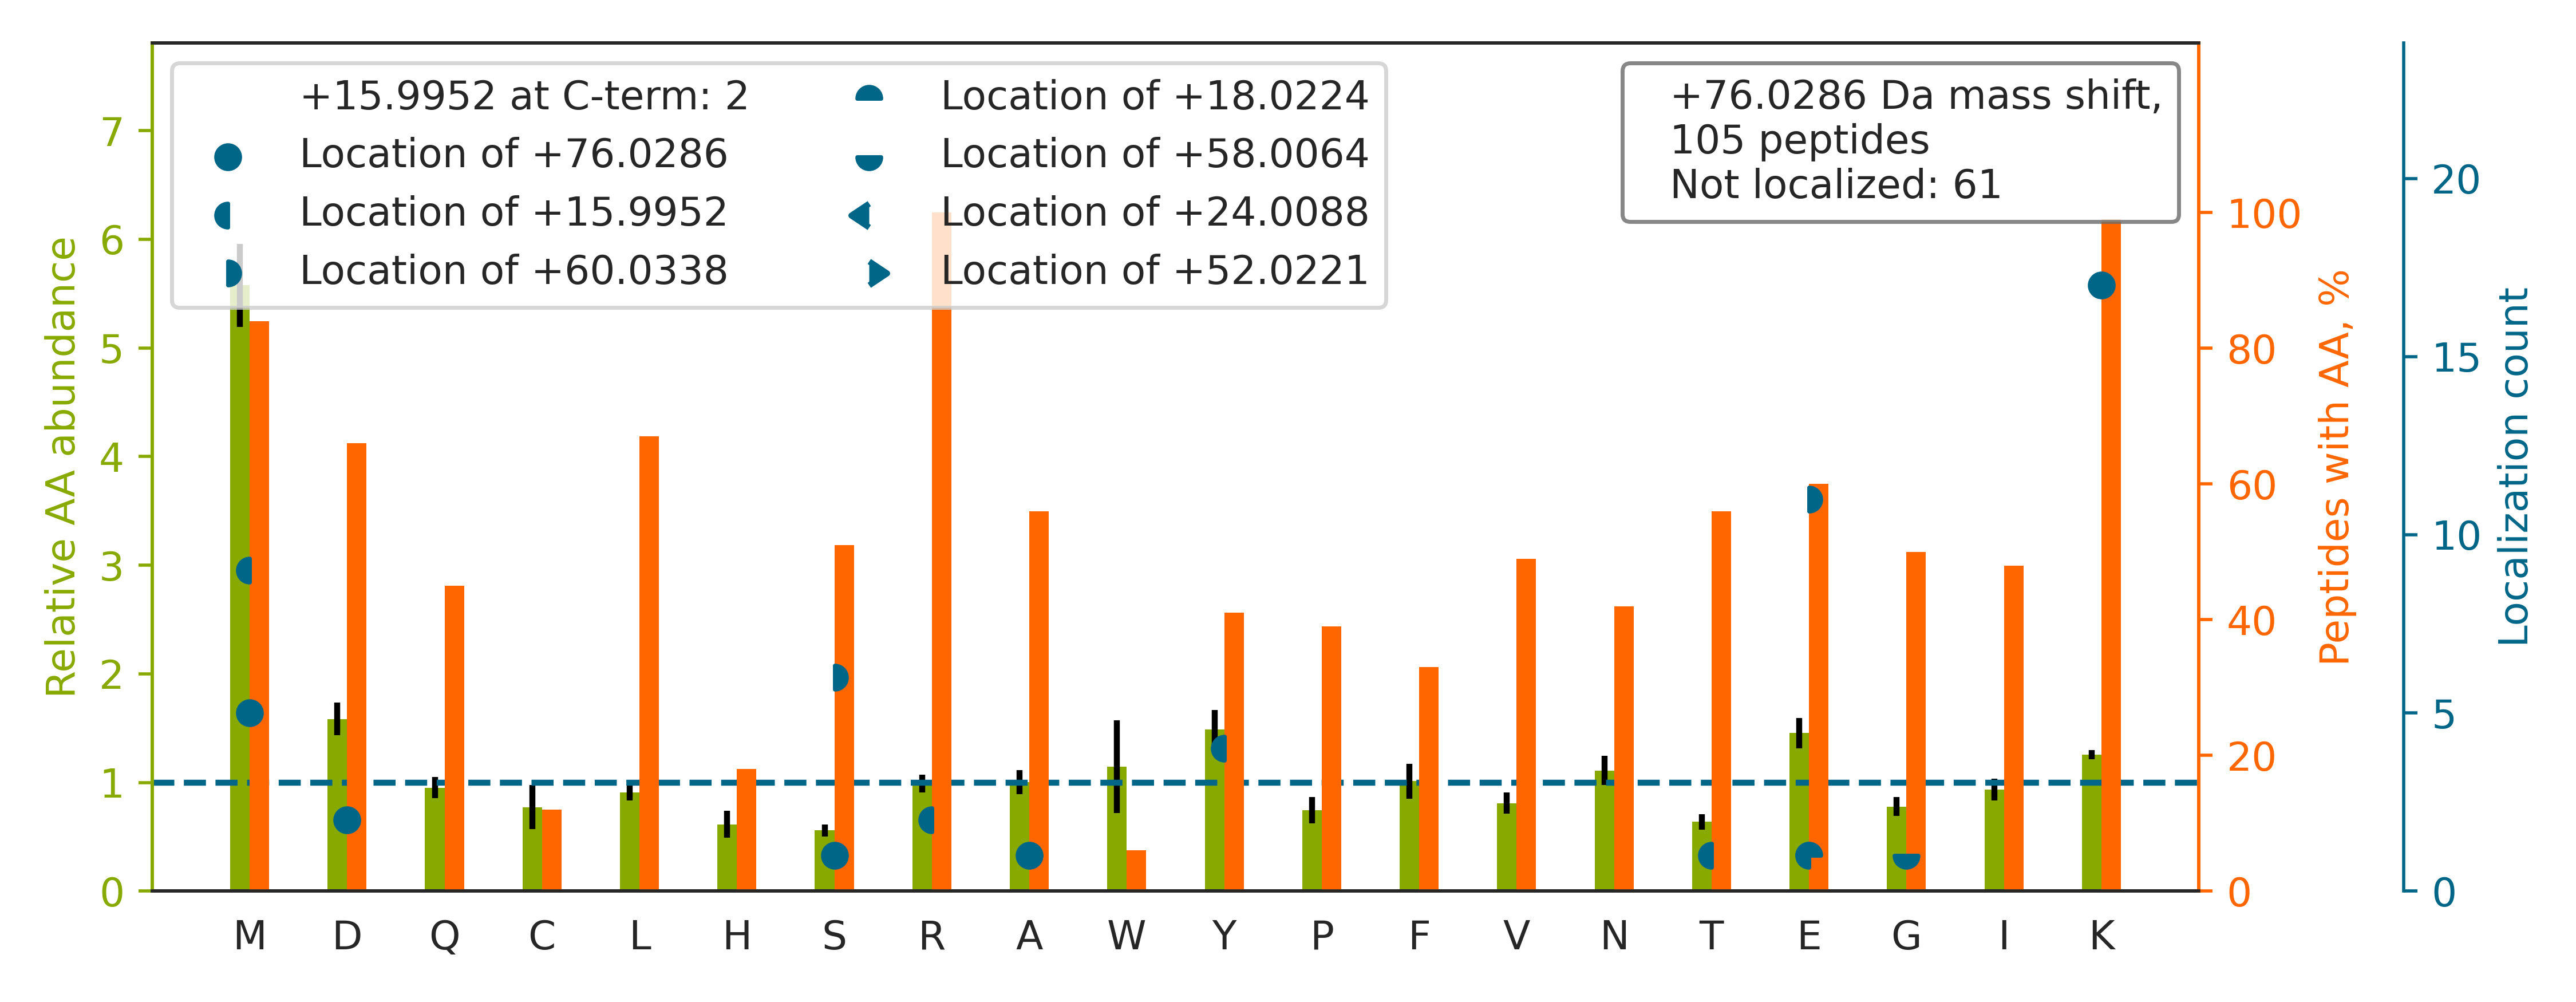 +15.9952 at C-term: 2
Location of +76.0286
Location of +15.9952
Location of +60.0338
Location of +18.0224
Location of +58.0064
Location of +24.0088
Location of +52.0221
+76.0286 Da mass shift,
105 peptides
Not localized: 61
Relative AA abundance
7
6
5
4
3
2
1
0
M D Q C L H S R A W Y P F V N T E G I K
100
80
60
40
20
0
Peptides with AA, %
20
15
10
5
0
Localization count